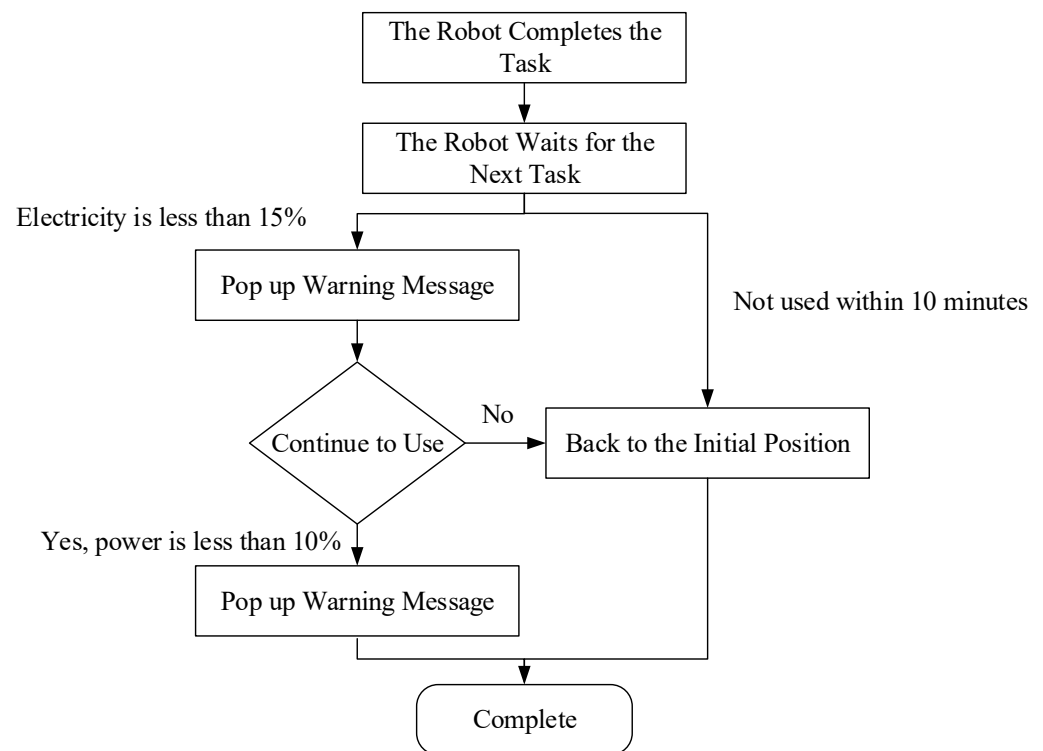 The Robot Completes the
Task
The Robot Waits for the
Next Task
Electricity is less than 15%
Pop up Warning Message
Not used within 10 minutes
No
Continue to Use
Back to the Initial Position
Yes, power is less than 10%
Pop up Warning Message
Complete